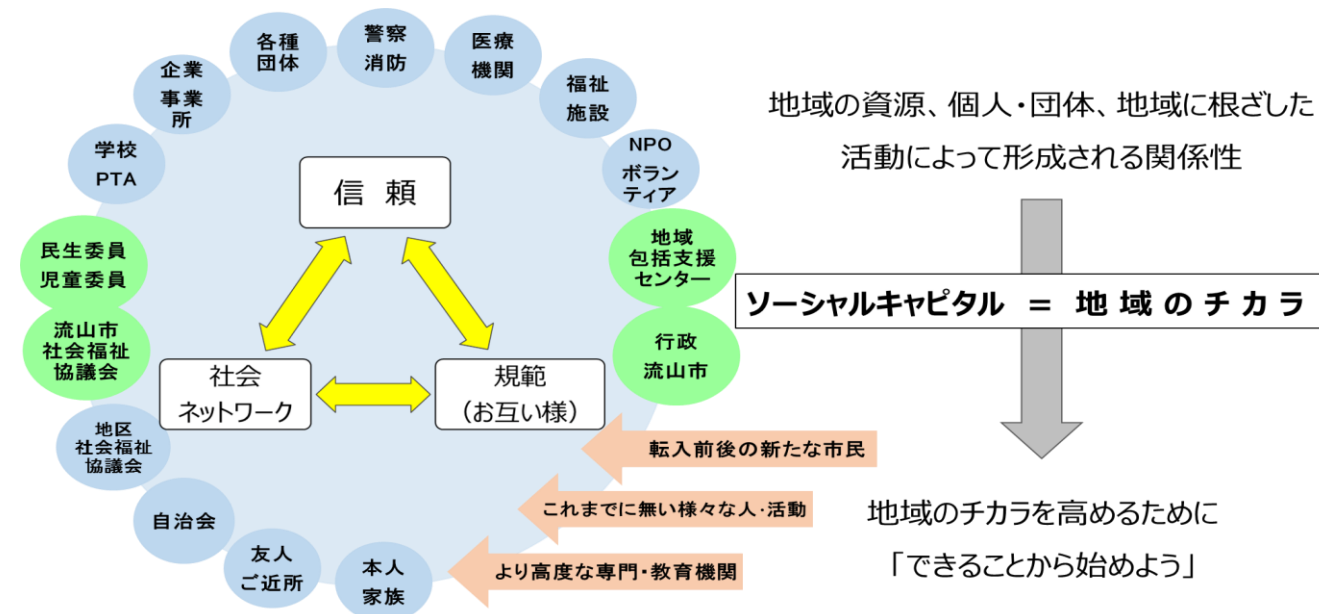 各種
団体
警察
消防
医療
機関
企業
事業
所
福祉
施設
学校
PTA
NPO
ボラン
ティア
民生委員
児童委員
地域
包括支援
センター
流山市
社会福祉
協議会
行政
流山市
地区
社会福祉
協議会
自治会
友人
ご近所
本人
家族
信 頼
社会
ネットワーク
規範
（お互い様）
転入前後の新たな市民
これまでに無い様々な人・活動
より高度な専門・教育機関
地域の資源、個人・団体、地域に根ざした
活動によって形成される関係性
ソーシャルキャピタル = 地 域 の チ カ ラ
地域のチカラを高めるために
「できることから始めよう」